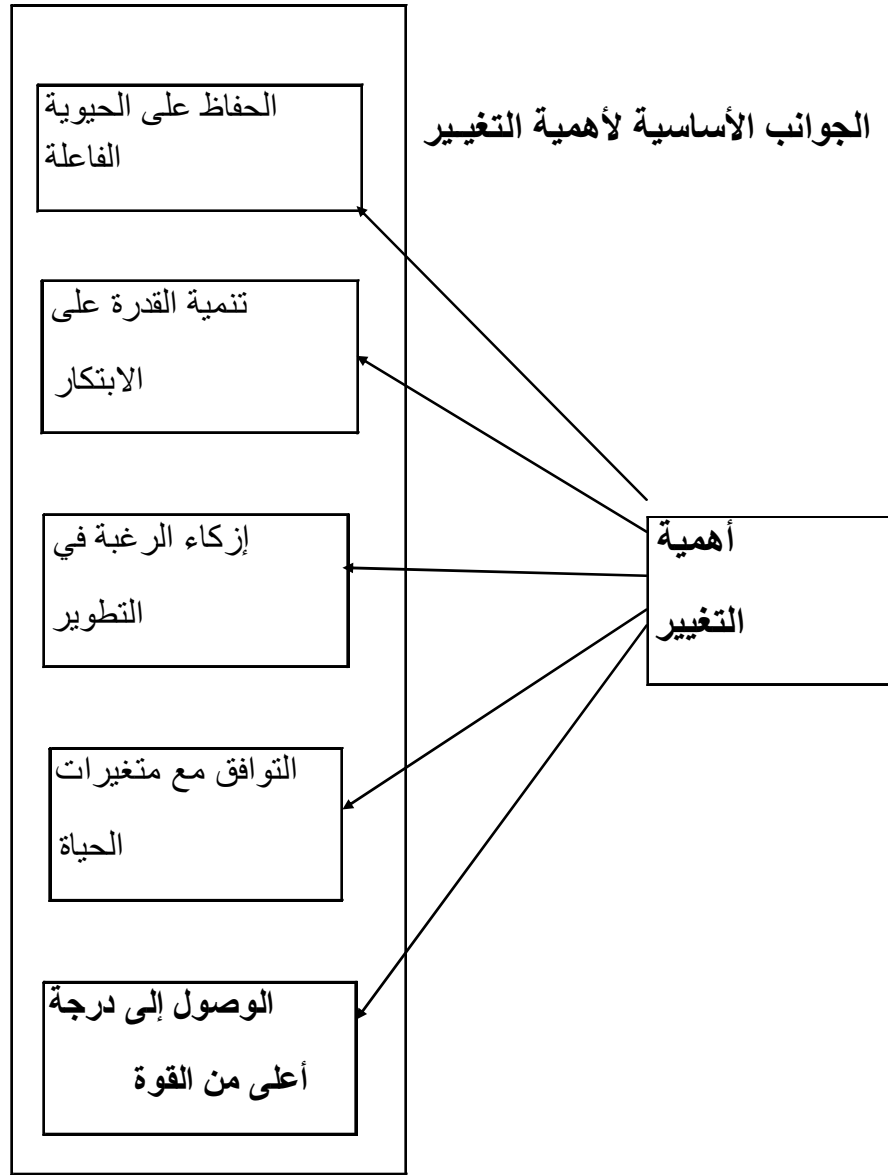 الجوانب الأساسية لأهمية التغيير
أهمية
التغيير
الحفاظ على الحيوية
الفاعلة
تنمية القدرة على
الابتكار
إزكاء الرغبة في
التطوير
التوافق مع متغيرات
الحياة
الوصول إلى درجة
أعلى من القوة